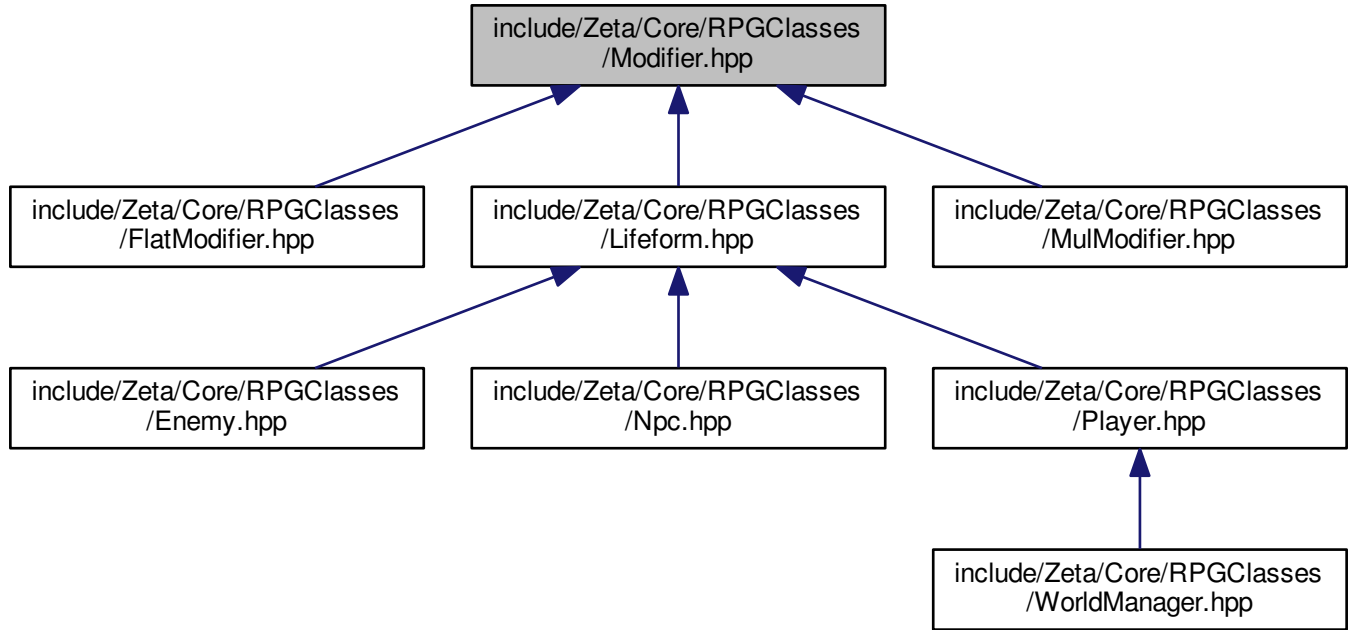 include/Zeta/Core/RPGClasses
/Modifier.hpp
include/Zeta/Core/RPGClasses
/FlatModifier.hpp
include/Zeta/Core/RPGClasses
/Lifeform.hpp
include/Zeta/Core/RPGClasses
/MulModifier.hpp
include/Zeta/Core/RPGClasses
/Enemy.hpp
include/Zeta/Core/RPGClasses
/Npc.hpp
include/Zeta/Core/RPGClasses
/Player.hpp
include/Zeta/Core/RPGClasses
/WorldManager.hpp